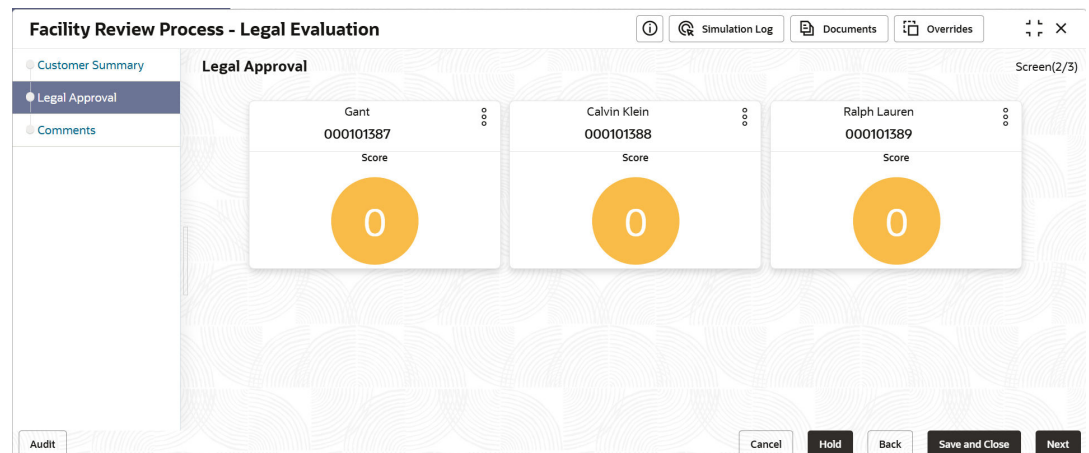 Facility Review Process - Legal Evaluation
Simulation Log
Documents
Overrides
Customer Summary
Legal Approval
Comments
Legal Approval
Screen(2/3)
Gant
000101387
Score
0
Calvin Klein
000101388
Score
0
Ralph Lauren
000101389
Score
0
Audit
Cancel
Hold
Back
Save and Close
Next